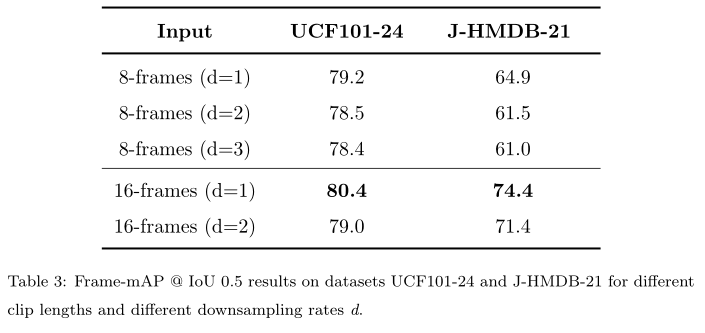 Input UCF101-24 J-HMDB-21
8-frames (d=1) 79.2 64.9
8-frames (d=2) 78.5 61.5
8-frames (d=3) 78.4 61.0
16-frames (d=1) 80.4 74.4
16-frames (d=2) 79.0 71.4
Table 3: Frame-mAP @ IoU 0.5 results on datasets UCF101-24 and J-HMDB-21 for different
clip lengths and different downsampling rates d.